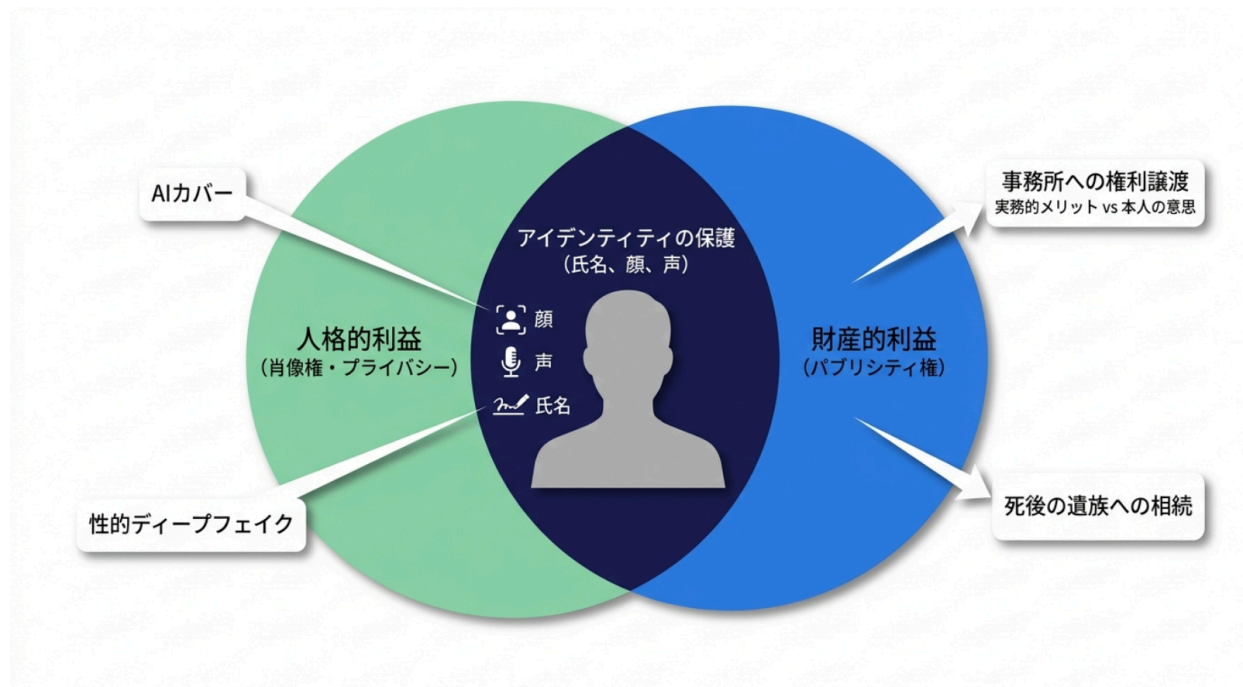 AIカバー
事務所への権利譲渡
実務的メリット vs 本人の意思
アイデンティティの保護
（氏名、顔、声）
顔
声
氏名
人格的利益
（肖像権・プライバシー）
財産的利益
（パブリシティ権）
性的ディープフェイク
死後の遺族への相続